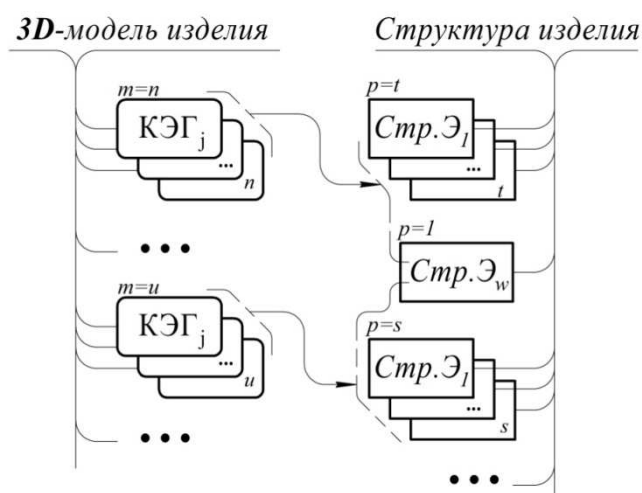 3D-модель изделия
Структура изделия
m=n
КЭГj
...
n
p=t
Стр.Э1
...
t
...
p=1
Стр.Эw
m=u
КЭГj
...
u
p=s
Стр.Э1
...
s
...
...